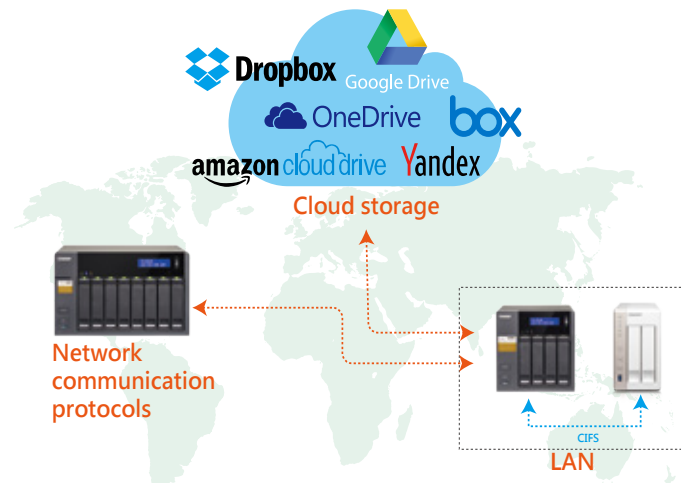 Dropbox
Google Drive
OneDrive
box
amazon cloud drive
Yandex
Cloud storage
Network
communication
protocols
CIFS
LAN